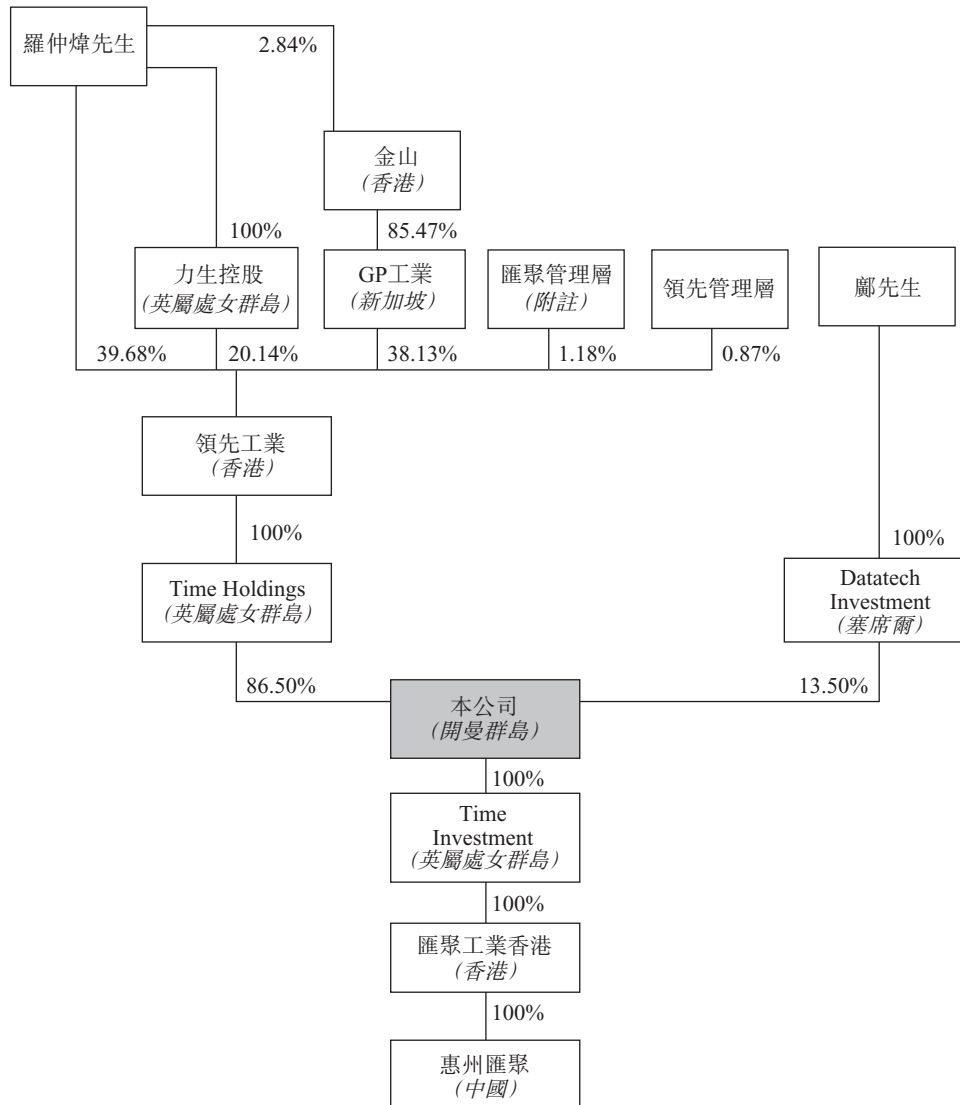 羅仲煒先生
2.84%
金山
(香港)
100%
85.47%
力生控股
(英屬處女群島)
GP工業
(新加坡)
匯聚管理層
(附註)
領先管理層
鄺先生
39.68%
20.14%
38.13%
1.18%
0.87%
領先工業
(香港)
100%
100%
Time Holdings
(英屬處女群島)
Datatech
Investment
(塞席爾)
86.50%
13.50%
本公司
(開曼群島)
100%
Time
Investment
(英屬處女群島)
100%
匯聚工業香港
(香港)
100%
惠州匯聚
(中國)